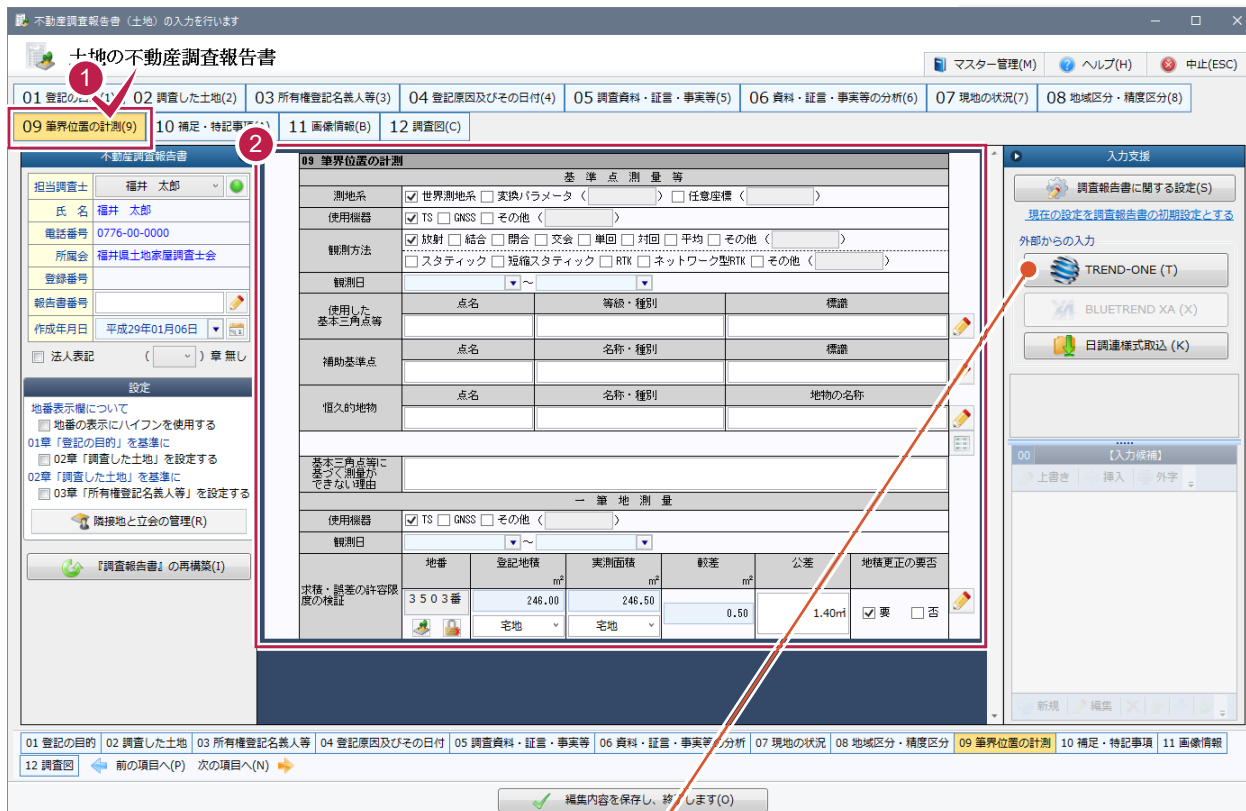 不動産調査報告書（土地）の入力を行います
土地の不動産調査報告書
マスター管理(M) ヘルプ(H) 中止(ESC)
1
01 登記の目 (1) 02 調査した土地(2) 03 所有権登記名義人等(3) 04 登記原因及びその日付(4) 05 調査資料・証言・事実等(5) 06 資料・証言・事実等の分析(6) 07 現地の状況(7) 08 地域区分・精度区分(8)
09 筆界位置の計測(9) 10 補足・特記事項(A) 11 画像情報(B) 12 調査図(C)
2
不動産調査報告書
担当調査士 福井 太郎
氏 名 福井 太郎
電話番号 0776-00-0000
所属会 福井県土地家屋調査士会
登録番号
報告書番号
作成年月日 平成29年01月06日
法人表記 ( ) 章 無し
設定
地番表示欄について
地番の表示にハイフンを使用する
01章「登記の目的」を基準に
02章「調査した土地」を設定する
02章「調査した土地」を基準に
03章「所有権登記名義人等」を設定する
隣接地と立会の管理(R)
『調査報告書』の再構築(I)
09 筆界位置の計測
基 準 点 測 量 等
測地系 世界測地系 変換パラメータ ( ) 任意座標 ( )
使用機器 TS GNSS その他 ( )
観測方法 放射 結合 閉合 交会 単回 対回 平均 その他 ( )
スタティック 短縮スタティック RTK ネットワーク型RTK その他 ( )
観測日 ～
使用した
基本三角点等
点名 等級・種別 標識
補助基準点
点名 名称・種別 標識
恒久的地物
点名 名称・種別 地物の名称
基本三角点等に
基づく測量が
できない理由
一 筆 地 測 量
使用機器 TS GNSS その他 ( )
観測日 ～
求積・誤差の許容限
度の検証
地番 登記地積 実測面積 較差 公差 地積更正の要否
㎡ ㎡ ㎡
3503番 246.00 246.50 0.50 1.40㎡ 要 否
宅地 宅地
入力支援
調査報告書に関する設定(S)
現在の設定を調査報告書の初期設定とする
外部からの入力
TREND-ONE (T)
BLUETREND XA (X)
日調連様式取込 (K)
00 【入力候補】
上書き 挿入 外字
新規 編集
01 登記の目的 02 調査した土地 03 所有権登記名義人等 04 登記原因及びその日付 05 調査資料・証言・事実等 06 資料・証言・事実等の分析 07 現地の状況 08 地域区分・精度区分 09 筆界位置の計測 10 補足・特記事項 11 画像情報
12 調査図 前の項目へ(P) 次の項目へ(N)
編集内容を保存し、終了します(O)